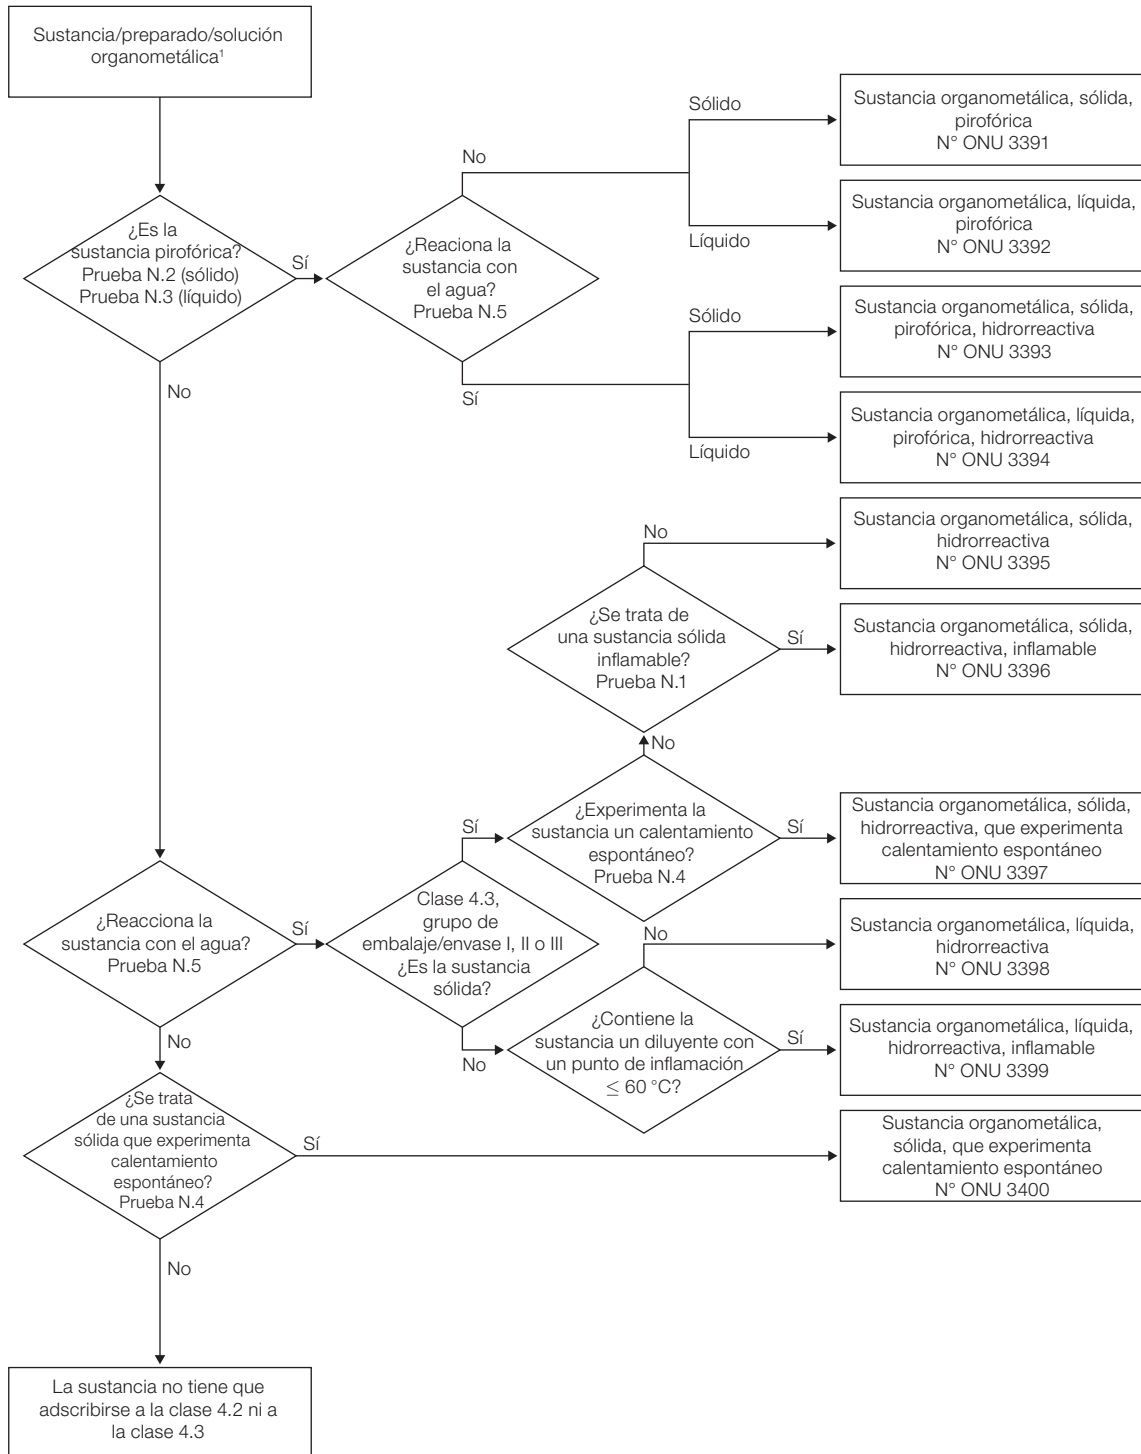 Sustancia/preparado/solución
organometálica¹
¿Es la
sustancia pirofórica?
Prueba N.2 (sólido)
Prueba N.3 (líquido)
Sí
No
¿Reaciona la
sustancia con
el agua?
Prueba N.5
No
Sí
Sólido
Líquido
Sólido
Líquido
Sustancia organometálica, sólida,
pirofórica
N° ONU 3391
Sustancia organometálica, líquida,
pirofórica
N° ONU 3392
Sustancia organometálica, sólida,
pirofórica, hidrorreactiva
N° ONU 3393
Sustancia organometálica, líquida,
pirofórica, hidrorreactiva
N° ONU 3394
No
Sustancia organometálica, sólida,
hidrorreactiva
N° ONU 3395
¿Se trata de
una sustancia sólida
inflamable?
Prueba N.1
Sí
Sustancia organometálica, sólida,
hidrorreactiva, inflamable
N° ONU 3396
No
¿Experimenta la
sustancia un calentamiento
espontáneo?
Prueba N.4
Sí
Sustancia organometálica, sólida,
hidrorreactiva, que experimenta
calentamiento espontáneo
N° ONU 3397
¿Reacciona la
sustancia con el agua?
Prueba N.5
Sí
No
Sí
Clase 4.3,
grupo de
embalaje/envase I, II o III
¿Es la sustancia
sólida?
No
No
Sustancia organometálica, líquida,
hidrorreactiva
N° ONU 3398
¿Contiene la
sustancia un diluyente con
un punto de inflamación
≤ 60 °C?
Sí
Sustancia organometálica, líquida,
hidrorreactiva, inflamable
N° ONU 3399
¿Se trata
de una sustancia
sólida que experimenta
calentamiento
espontáneo?
Prueba N.4
Sí
Sustancia organometálica,
sólida, que experimenta
calentamiento espontáneo
N° ONU 3400
No
La sustancia no tiene que
adscribirse a la clase 4.2 ni a
la clase 4.3